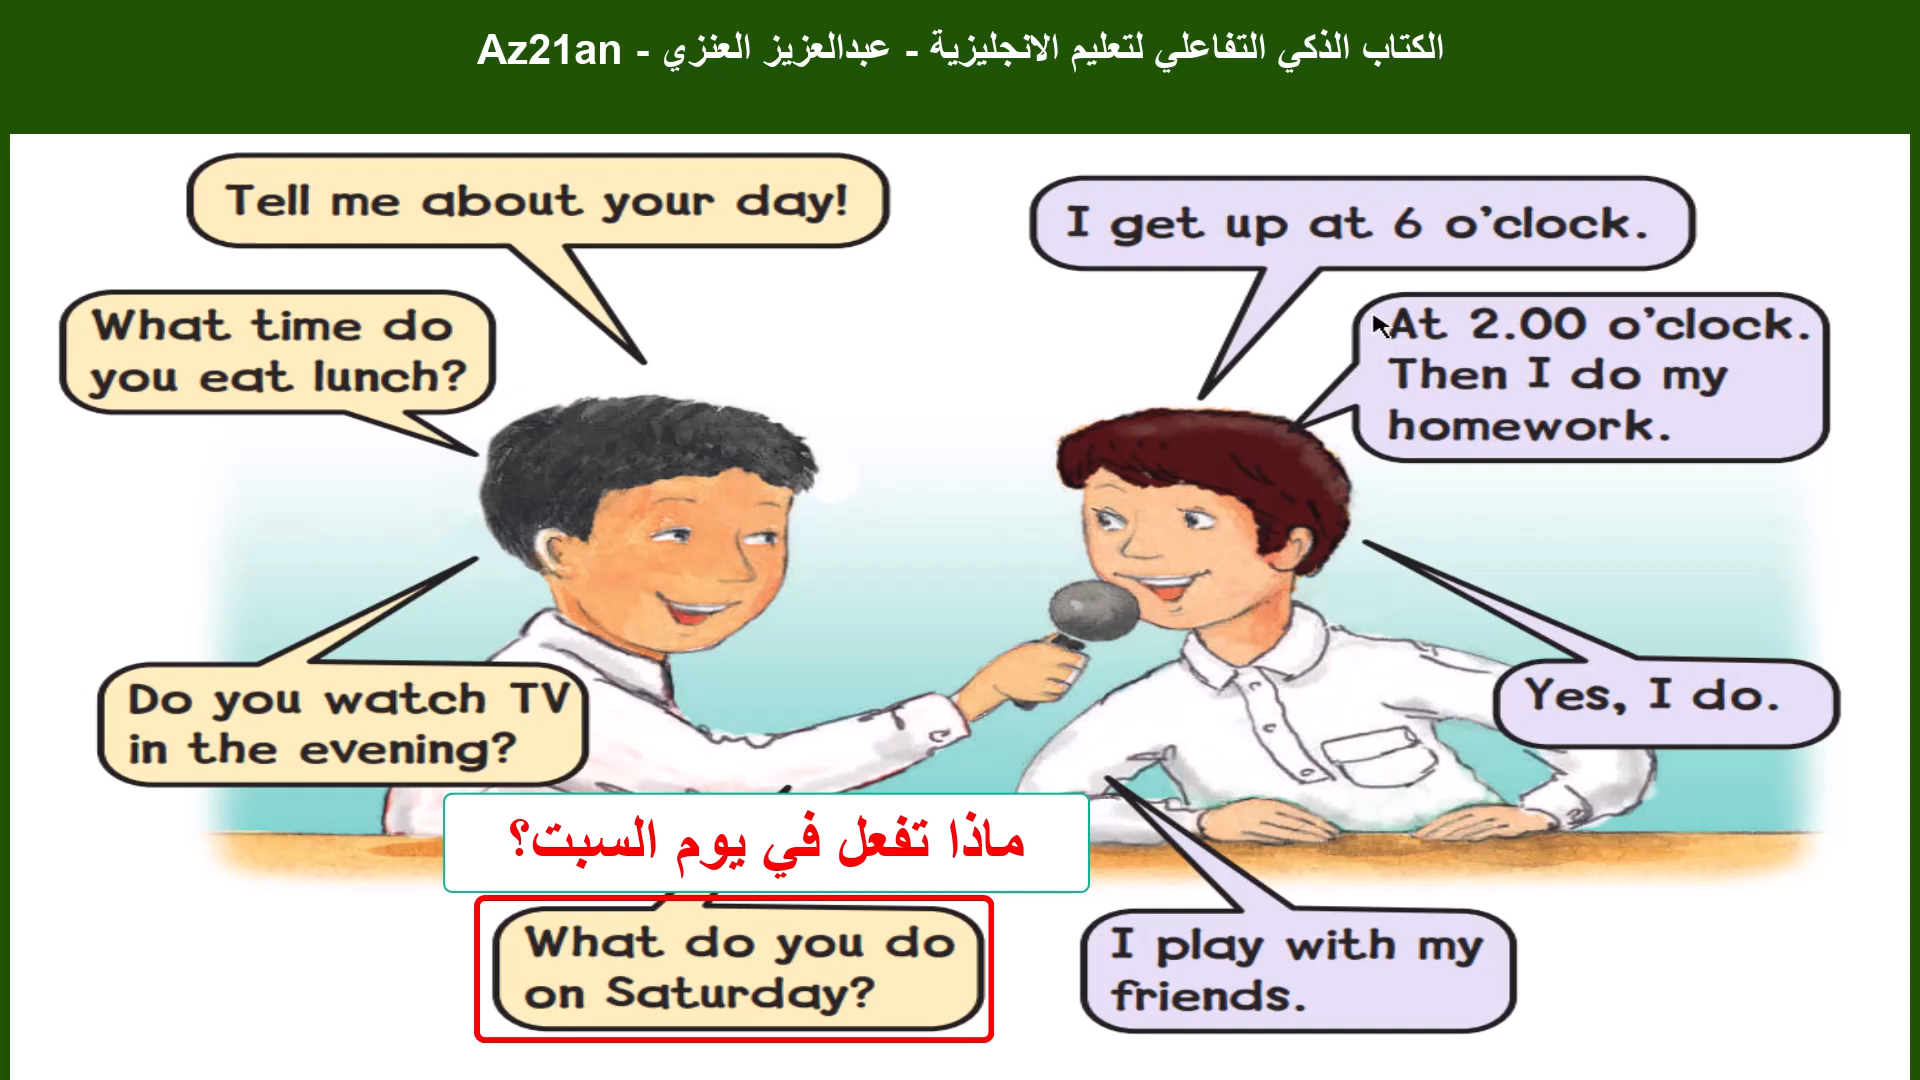 الكتاب الذكي التفاعلي لتعليم الانجليزية - عبدالعزيز العنزي - Az21an
Tell me about your day!
I get up at 6 o'clock.
What time do
you eat lunch?
At 2.00 o'clock.
Then I do my
homework.
Do you watch TV
in the evening?
Yes, I do.
ماذا تفعل في يوم السبت؟
What do you do
on Saturday?
I play with my
friends.